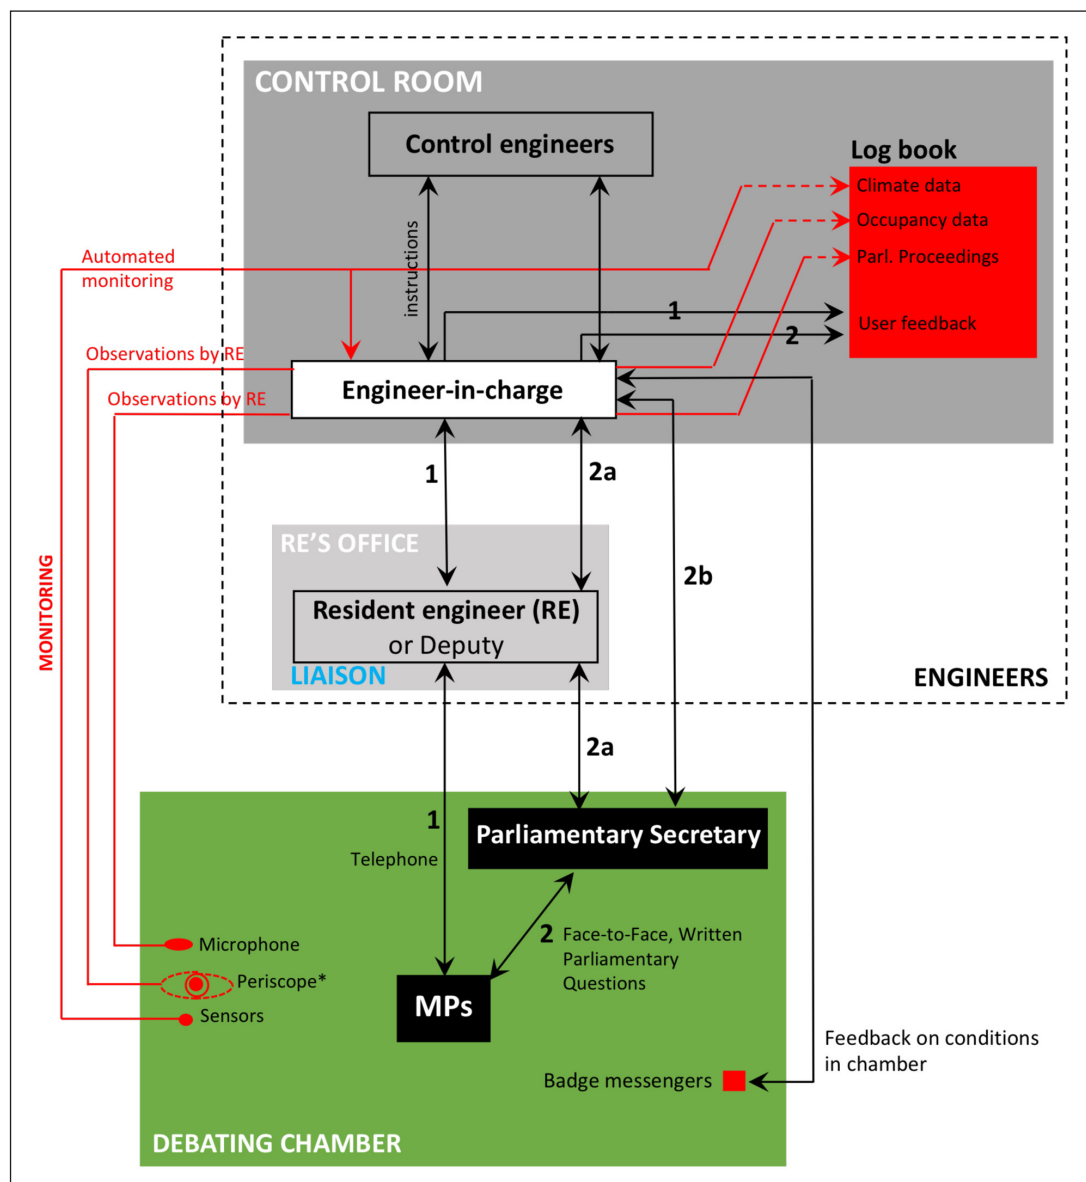 CONTROL ROOM
Control engineers
Log book
Climate data
Occupancy data
Parl. Proceedings
User feedback
instructions
1
2
Automated
monitoring
Observations by RE
Observations by RE
Engineer-in-charge
1
2a
2b
RE'S OFFICE
Resident engineer (RE)
or Deputy
LIAISON
ENGINEERS
MONITORING
2a
Parliamentary Secretary
1
Telephone
2
Face-to-Face, Written
Parliamentary
Questions
Microphone
Periscope*
Sensors
MPs
Feedback on conditions
in chamber
Badge messengers
DEBATING CHAMBER